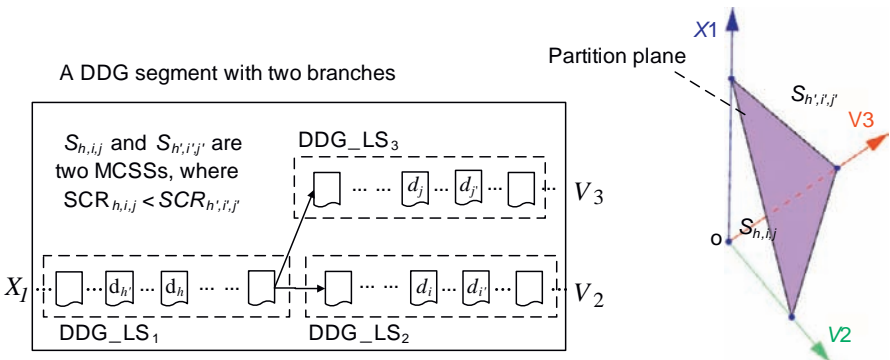 A DDG segment with two branches
S_{h,i,j} and S_{h',i',j'} are
two MCSSs, where
SCR_{h,i,j} < SCR_{h',i',j'}
DDG_LS_3
... ... d_j ... d_{j'} ... ... V_3
X_1 ... ... d_{h'} ... d_h ... ... ... ... d_i ... d_{i'} ... ... V_2
DDG_LS_1
DDG_LS_2
X1
Partition plane
S_{h',i',j'}
V3
o
S_{h,i,j}
V2